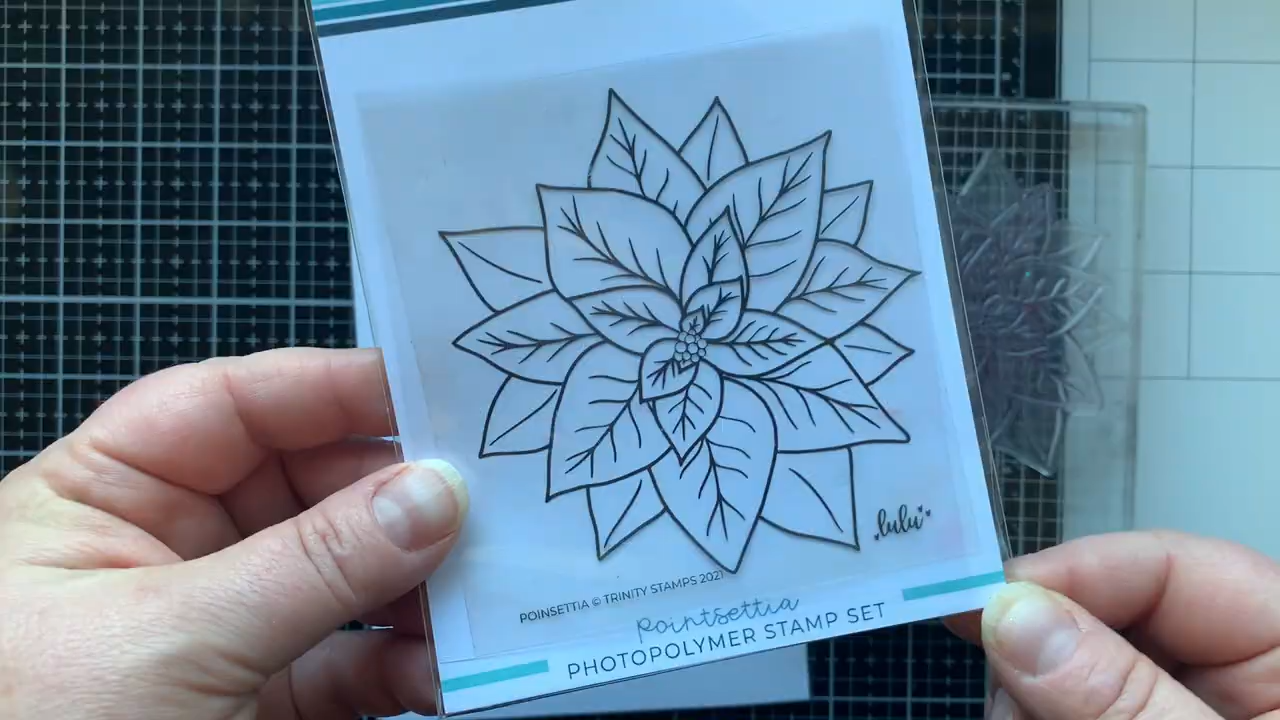 lulu
POINSETTIA © TRINITY STAMPS 2021
pointsettia
PHOTOPOLYMER STAMP SET